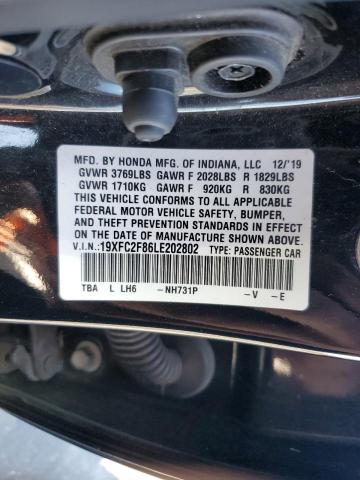 MFD. BY HONDA MFG. OF INDIANA, LLC 12/'19
GVWR 3769LBS GAWR F 2028LBS R 1829LBS
GVWR 1710KG GAWR F 920KG R 830KG
THIS VEHICLE CONFORMS TO ALL APPLICABLE
FEDERAL MOTOR VEHICLE SAFETY, BUMPER,
AND THEFT PREVENTION STANDARDS IN EFFECT
ON THE DATE OF MANUFACTURE SHOWN ABOVE.
V.I.N.:19XFC2F86LE202802 TYPE: PASSENGER CAR
TBA L LH6 -NH731P -V -E